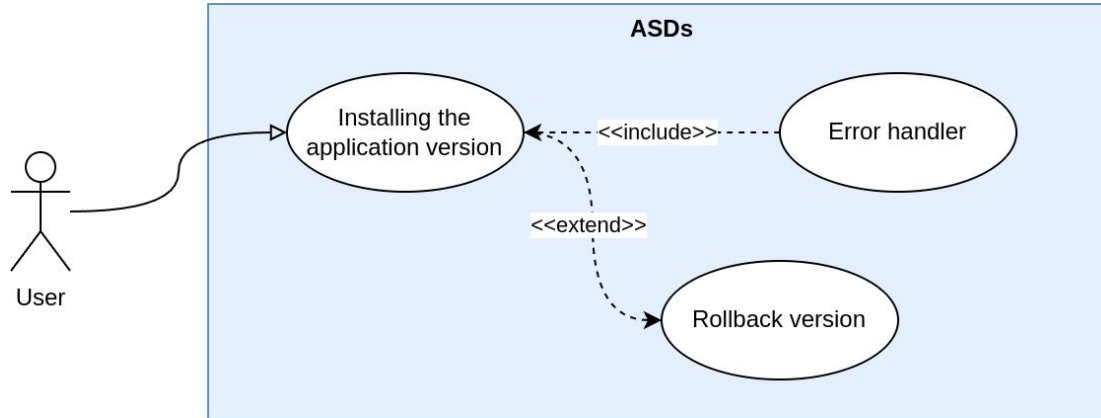 ASDs
Installing the
application version
<<include>>
Error handler
<<extend>>
User
Rollback version